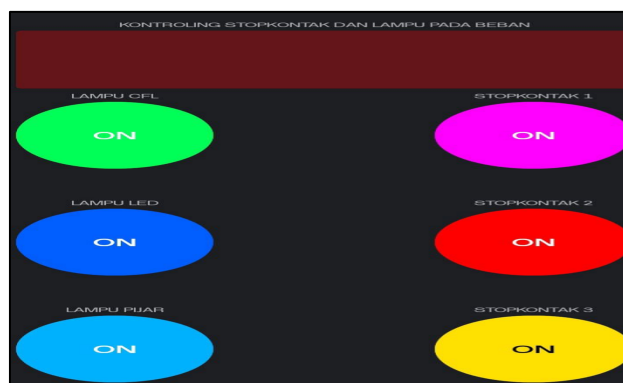 KONTROLING STOPKONTAK DAN LAMPU PADA BEBAN
LAMPU CFL STOPKONTAK 1
ON ON
LAMPU LED STOPKONTAK 2
ON ON
LAMPU PIJAR STOPKONTAK 3
ON ON